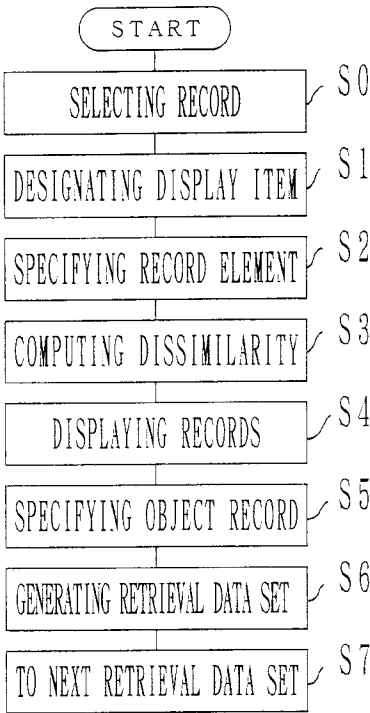 START
SELECTING RECORD S0
DESIGNATING DISPLAY ITEM S1
SPECIFYING RECORD ELEMENT S2
COMPUTING DISSIMILARITY S3
DISPLAYING RECORDS S4
SPECIFYING OBJECT RECORD S5
GENERATING RETRIEVAL DATA SET S6
TO NEXT RETRIEVAL DATA SET S7